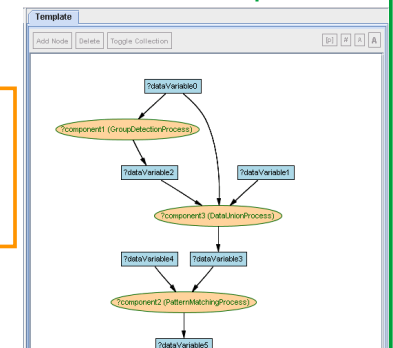 Template
Add Node Delete Toggle Collection [p] # A A
?dataVariable0
?component1 (GroupDetectionProcess)
?dataVariable2 ?dataVariable1
?component3 (DataUnionProcess)
?dataVariable4 ?dataVariable3
?component2 (PatternMatchingProcess)
?dataVariable5